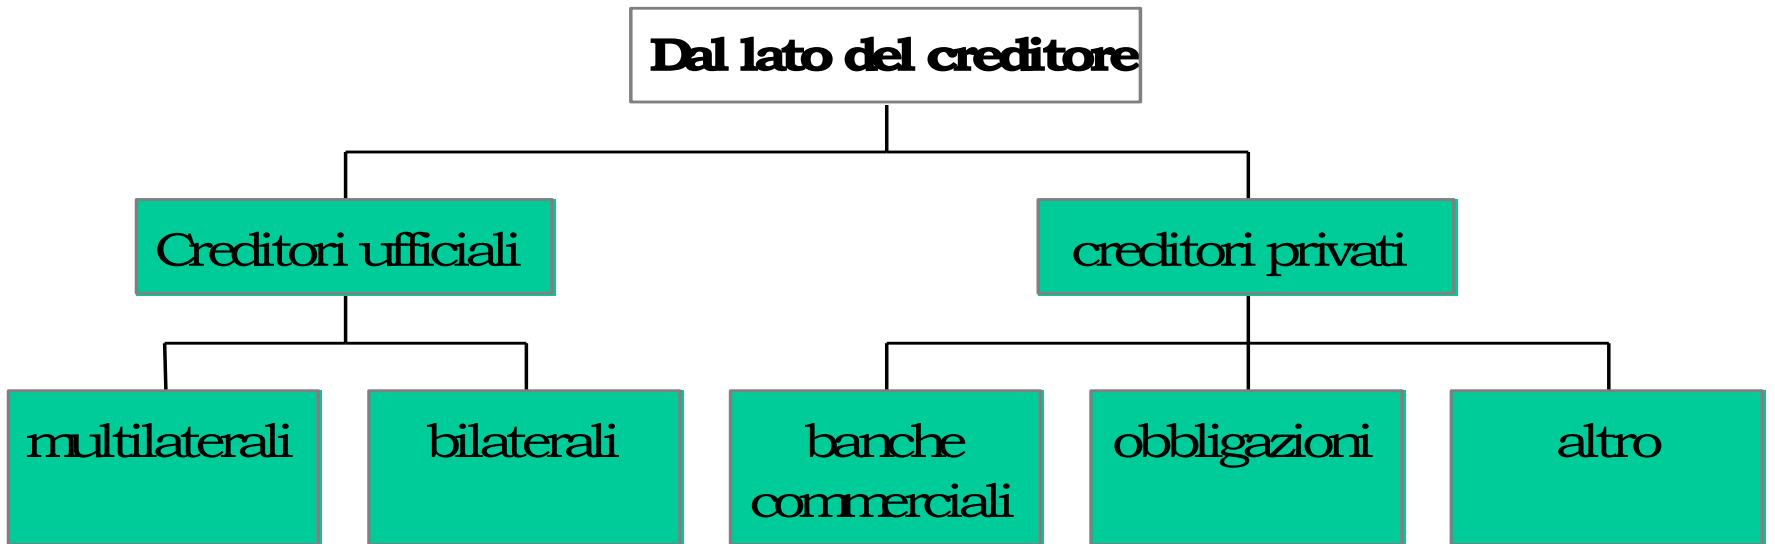 Dal lato del creditore
Creditori ufficiali
creditori privati
multilaterali
bilaterali
banche
commerciali
obbligazioni
altro